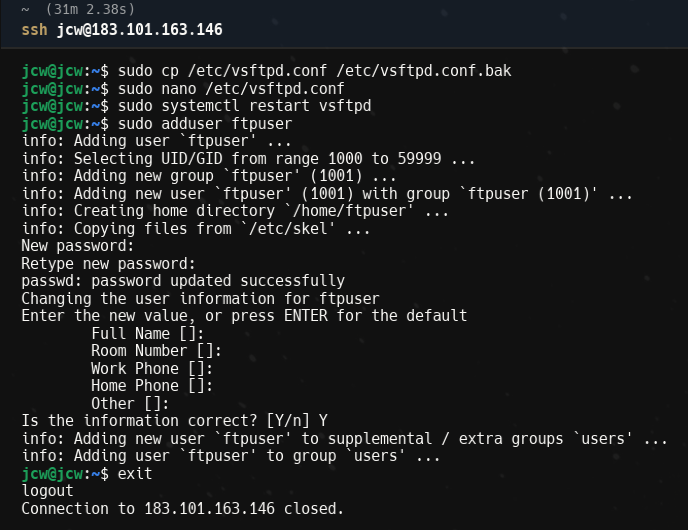 ~ (31m 2.38s)
ssh jcw@183.101.163.146
jcw@jcw:~$ sudo cp /etc/vsftpd.conf /etc/vsftpd.conf.bak
jcw@jcw:~$ sudo nano /etc/vsftpd.conf
jcw@jcw:~$ sudo systemctl restart vsftpd
jcw@jcw:~$ sudo adduser ftpuser
info: Adding user `ftpuser' ...
info: Selecting UID/GID from range 1000 to 59999 ...
info: Adding new group `ftpuser' (1001) ...
info: Adding new user `ftpuser' (1001) with group `ftpuser (1001)' ...
info: Creating home directory `/home/ftpuser' ...
info: Copying files from `/etc/skel' ...
New password:
Retype new password:
passwd: password updated successfully
Changing the user information for ftpuser
Enter the new value, or press ENTER for the default
        Full Name []:
        Room Number []:
        Work Phone []:
        Home Phone []:
        Other []:
Is the information correct? [Y/n] Y
info: Adding new user `ftpuser' to supplemental / extra groups `users' ...
info: Adding user `ftpuser' to group `users' ...
jcw@jcw:~$ exit
logout
Connection to 183.101.163.146 closed.